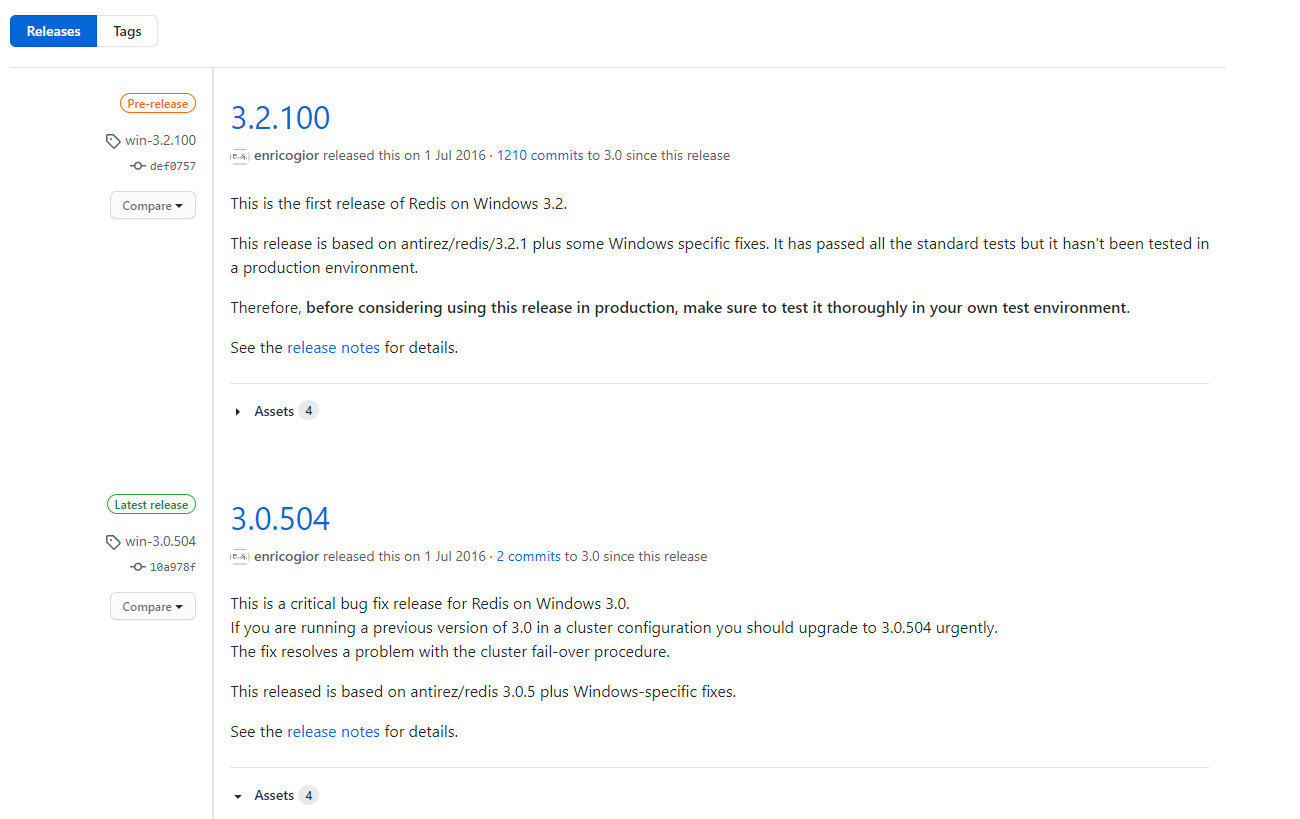 Releases Tags
Pre-release
win-3.2.100
def0757
Compare
3.2.100
enricogior released this on 1 Jul 2016 · 1210 commits to 3.0 since this release
This is the first release of Redis on Windows 3.2.
This release is based on antirez/redis/3.2.1 plus some Windows specific fixes. It has passed all the standard tests but it hasn't been tested in
a production environment.
Therefore, before considering using this release in production, make sure to test it thoroughly in your own test environment.
See the release notes for details.
Assets 4
Latest release
win-3.0.504
10a978f
Compare
3.0.504
enricogior released this on 1 Jul 2016 · 2 commits to 3.0 since this release
This is a critical bug fix release for Redis on Windows 3.0.
If you are running a previous version of 3.0 in a cluster configuration you should upgrade to 3.0.504 urgently.
The fix resolves a problem with the cluster fail-over procedure.
This released is based on antirez/redis 3.0.5 plus Windows-specific fixes.
See the release notes for details.
Assets 4